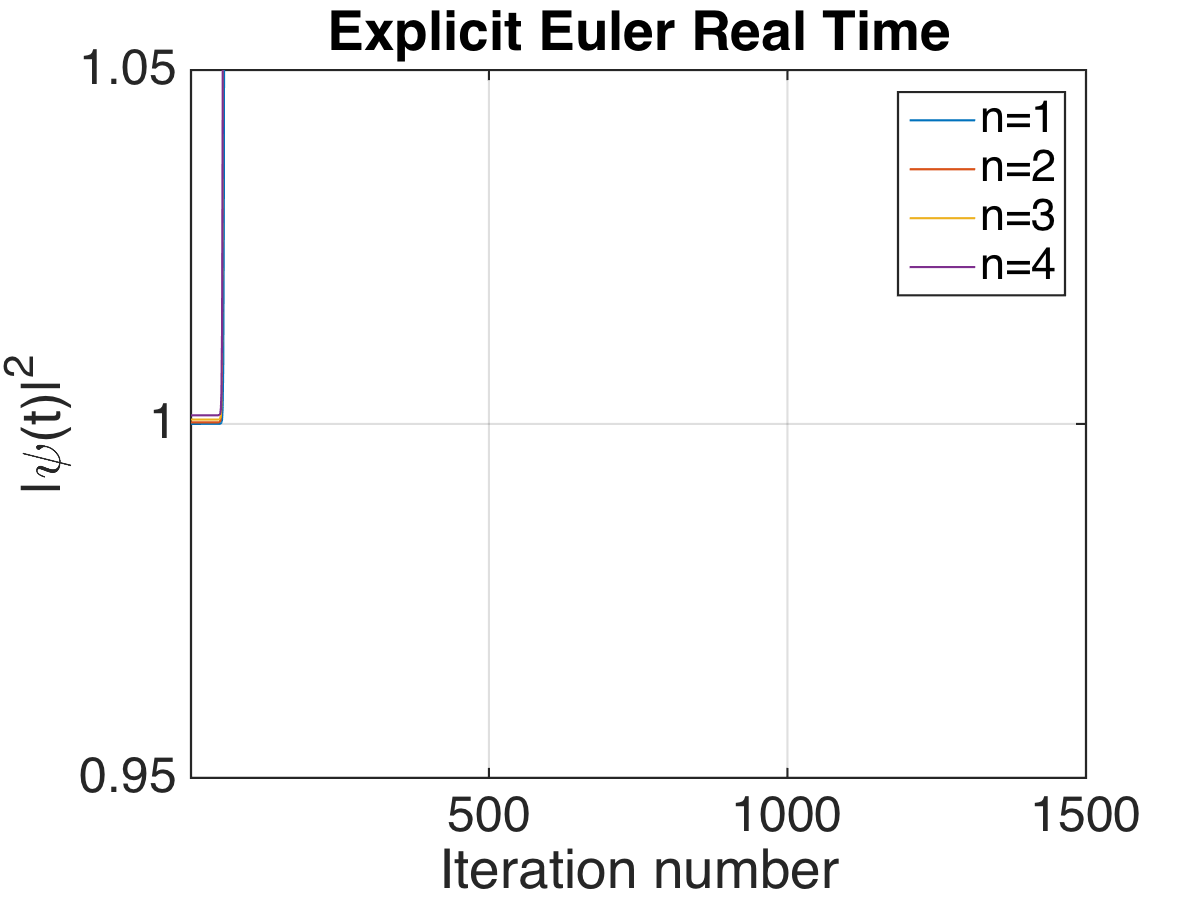 Explicit Euler Real Time
1.05
n=1
n=2
n=3
n=4
|ψ(t)|²
1
0.95
500
1000
1500
Iteration number